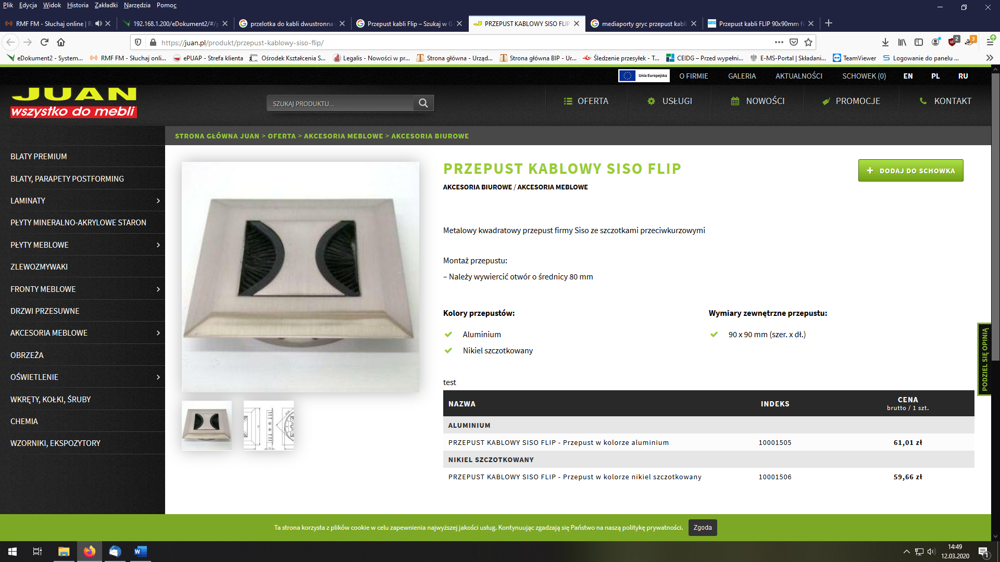 Plik Edycja Widok Historia Zakładki Narzędzia Pomoc
RMF FM - Słuchaj online | R
192.168.1.200/eDokument2/#/p
przelotka do kabli dwustronna
Przepust kabli Flip – Szukaj w G
PRZEPUST KABLOWY SISO FLIP
mediaporty gryc przepust kabli
Przepust kabli FLIP 90x90mm fi
https://juan.pl/produkt/przepust-kablowy-siso-flip/
2
3
eDokument2 - System...
RMF FM - Słuchaj onli...
ePUAP - Strefa klienta
Ośrodek Kształcenia S...
Legalis - Nowości w pr...
Strona główna - Urząd...
Strona główna BIP - Ur...
Śledzenie przesyłek - T...
CEIDG – Przed wypełni...
E-MS-Portal | Składani...
TeamViewer
Logowanie do panelu ...
Unia Europejska
O FIRMIE
GALERIA
AKTUALNOŚCI
SCHOWEK (0)
EN
PL
RU
JUAN
wszystko do mebli
SZUKAJ PRODUKTU...
OFERTA
USŁUGI
NOWOŚCI
PROMOCJE
KONTAKT
STRONA GŁÓWNA JUAN > OFERTA > AKCESORIA MEBLOWE > AKCESORIA BIUROWE
BLATY PREMIUM
BLATY, PARAPETY POSTFORMING
LAMINATY
PŁYTY MINERALNO-AKRYLOWE STARON
PŁYTY MEBLOWE
ZLEWOZMYWAKI
FRONTY MEBLOWE
DRZWI PRZESUWNE
AKCESORIA MEBLOWE
OBRZEŻA
OŚWIETLENIE
WKRĘTY, KOŁKI, ŚRUBY
CHEMIA
WZORNIKI, EKSPOZYTORY
PRZEPUST KABLOWY SISO FLIP
+ DODAJ DO SCHOWKA
AKCESORIA BIUROWE / AKCESORIA MEBLOWE
Metalowy kwadratowy przepust firmy Siso ze szczotkami przeciwkurzowymi
Montaż przepustu:
– Należy wywiercić otwór o średnicy 80 mm
Kolory przepustów:
Aluminium
Nikiel szczotkowany
Wymiary zewnętrzne przepustu:
90 x 90 mm (szer. x dł.)
PODZIEL SIĘ OPINIĄ
test
NAZWA INDEKS CENA
brutto / 1 szt.
ALUMINIUM
PRZEPUST KABLOWY SISO FLIP - Przepust w kolorze aluminium 10001505 61,01 zł
NIKIEL SZCZOTKOWANY
PRZEPUST KABLOWY SISO FLIP - Przepust w kolorze nikiel szczotkowany 10001506 59,66 zł
Ta strona korzysta z plików cookie w celu zapewnienia najwyższej jakości usług. Kontynuując zgadzają się Państwo na naszą politykę prywatności.
Zgoda
14:49
12.03.2020
1